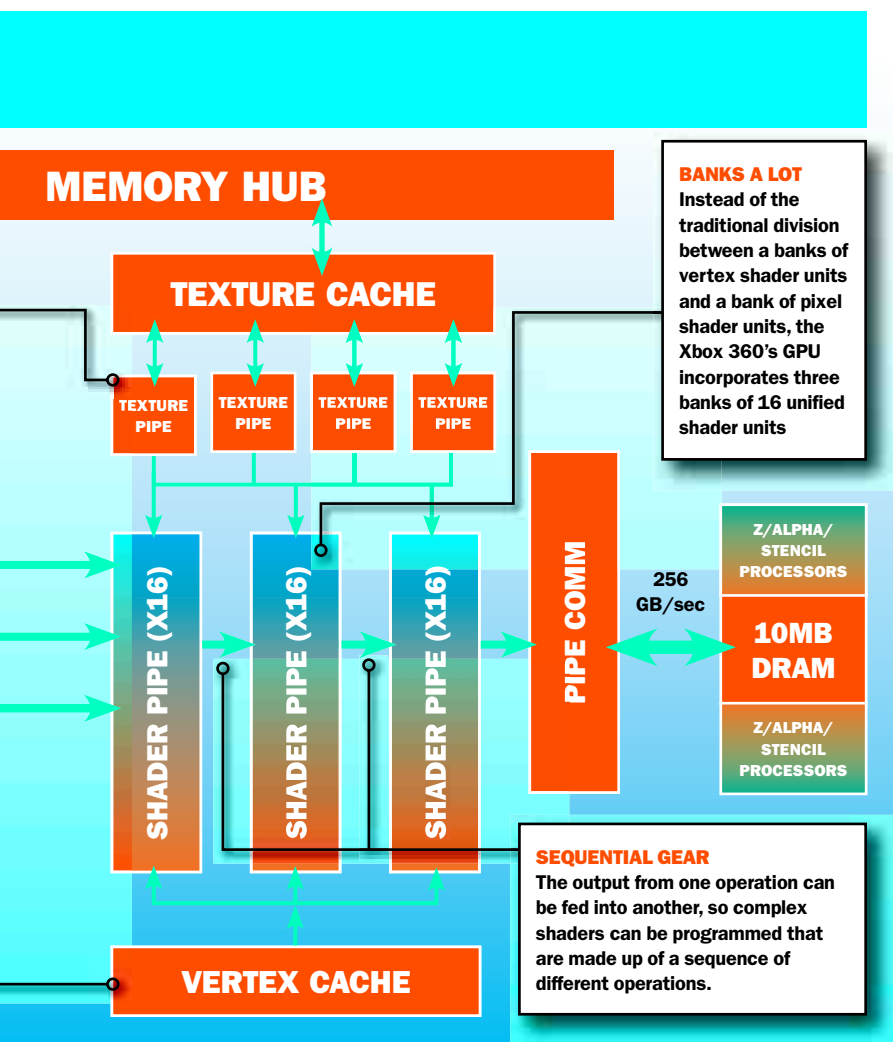 MEMORY HUB
BANKS A LOT
Instead of the
traditional division
between a banks of
vertex shader units
and a bank of pixel
shader units, the
Xbox 360’s GPU
incorporates three
banks of 16 unified
shader units
TEXTURE CACHE
TEXTURE
PIPE
TEXTURE
PIPE
TEXTURE
PIPE
TEXTURE
PIPE
SHADER PIPE (X16)
SHADER PIPE (X16)
SHADER PIPE (X16)
PIPE COMM
256
GB/sec
Z/ALPHA/
STENCIL
PROCESSORS
10MB
DRAM
Z/ALPHA/
STENCIL
PROCESSORS
SEQUENTIAL GEAR
The output from one operation can
be fed into another, so complex
shaders can be programmed that
are made up of a sequence of
different operations.
VERTEX CACHE